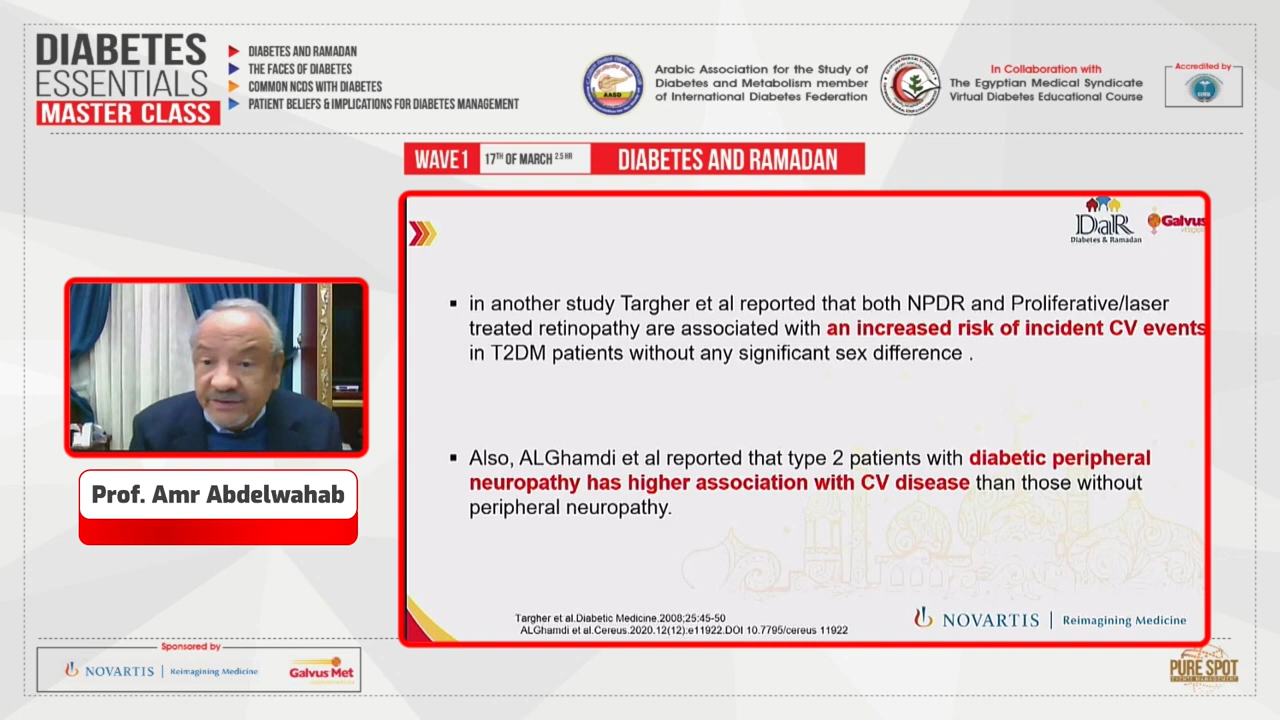 DIABETES
ESSENTIALS
MASTER CLASS
DIABETES AND RAMADAN
THE FACES OF DIABETES
COMMON NCDS WITH DIABETES
PATIENT BELIEFS & IMPLICATIONS FOR DIABETES MANAGEMENT
AASD
Arabic Association for the Study of
Diabetes and Metabolism member
of International Diabetes Federation
In Collaboration with
The Egyptian Medical Syndicate
Virtual Diabetes Educational Course
Accredited by
WAVE1
17TH OF MARCH 2.5 HR
DIABETES AND RAMADAN
DaR
Diabetes & Ramadan
Galvus
in another study Targher et al reported that both NPDR and Proliferative/laser
treated retinopathy are associated with an increased risk of incident CV events
in T2DM patients without any significant sex difference .
Also, ALGhamdi et al reported that type 2 patients with diabetic peripheral
neuropathy has higher association with CV disease than those without
peripheral neuropathy.
Targher et al.Diabetic Medicine.2008;25:45-50
ALGhamdi et al.Cereus.2020.12(12):e11922.DOI 10.7795/cereus 11922
NOVARTIS | Reimagining Medicine
Prof. Amr Abdelwahab
Sponsored by
NOVARTIS | Reimagining Medicine
Galvus Met
PURE SPOT
EVENTS MANAGEMENT